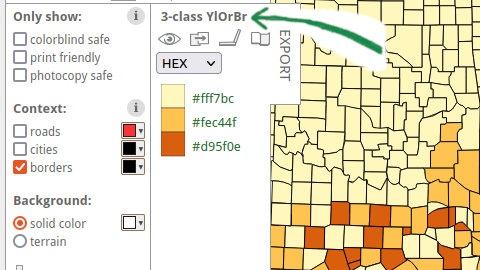 Only show:
i
colorblind safe
print friendly
photocopy safe
Context:
i
roads
cities
borders
Background:
solid color
terrain
3-class YlOrBr
HEX
#fff7bc
#fec44f
#d95f0e
EXPORT